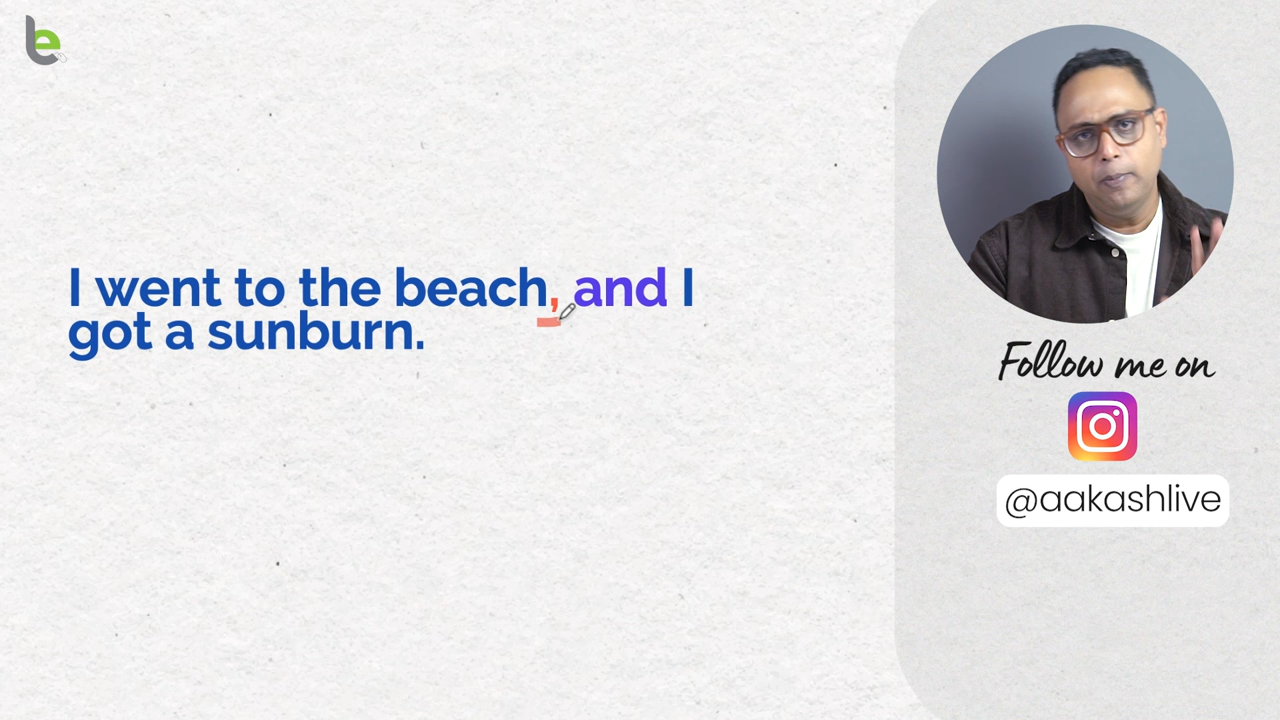 I went to the beach, and I
got a sunburn.
Follow me on
@aakashlive